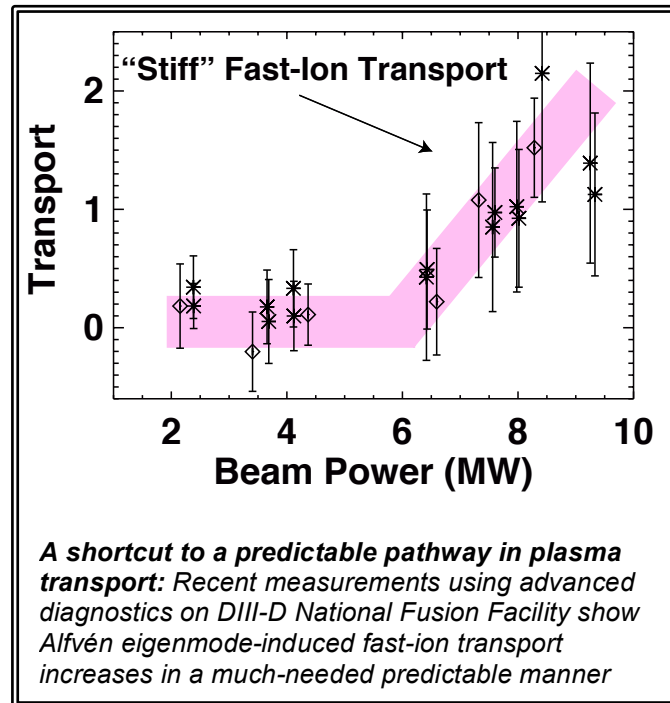 “Stiff” Fast-Ion Transport
2
1
0
Transport
2 4 6 8 10
Beam Power (MW)
A shortcut to a predictable pathway in plasma
transport: Recent measurements using advanced
diagnostics on DIII-D National Fusion Facility show
Alfvén eigenmode-induced fast-ion transport
increases in a much-needed predictable manner